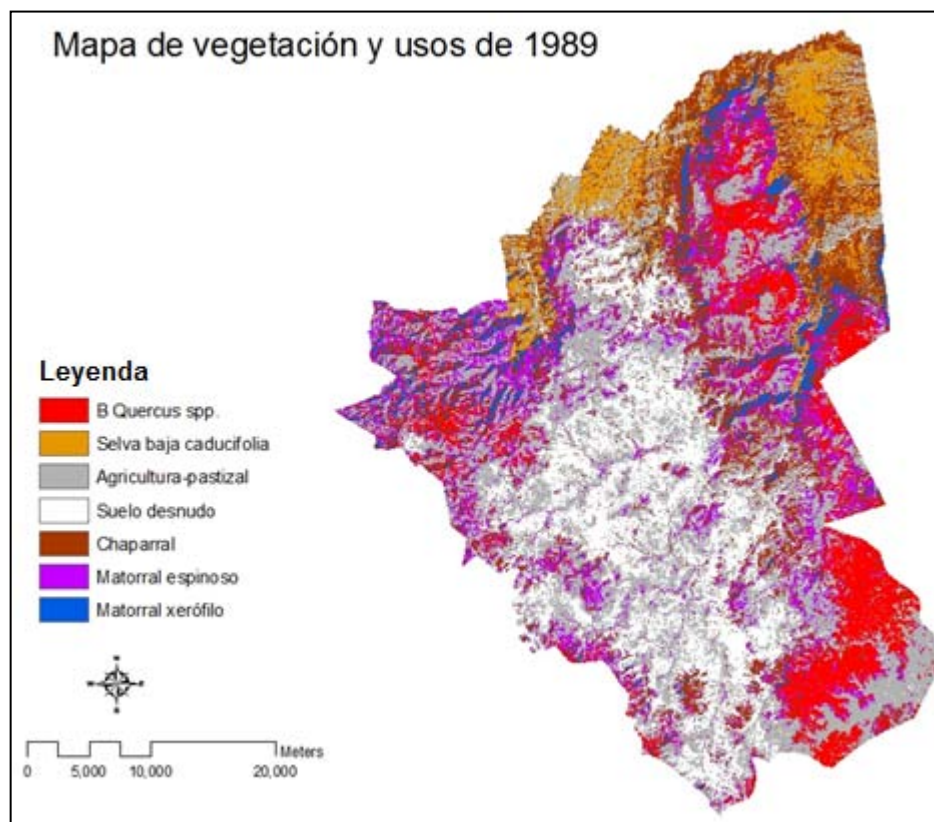 Mapa de vegetación y usos de 1989
Leyenda
B Quercus spp.
Selva baja caducifolia
Agricultura-pastizal
Suelo desnudo
Chaparral
Matorral espinoso
Matorral xerófilo
Meters
0 5,000 10,000 20,000